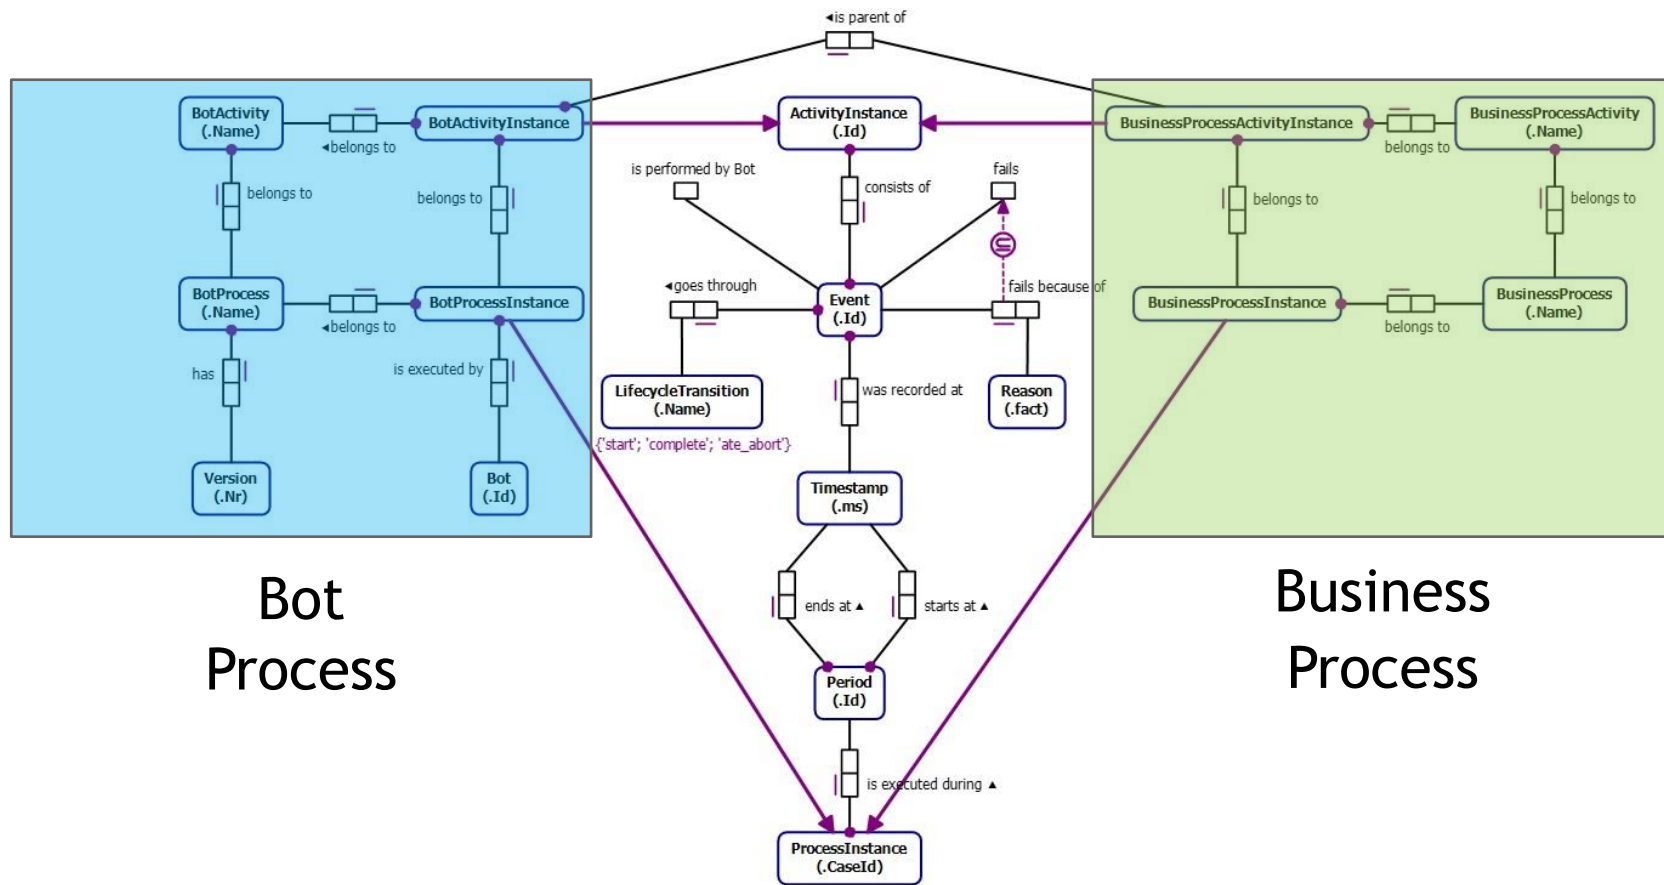 ◄is parent of
BotActivity
(.Name)
◄belongs to
BotActivityInstance
ActivityInstance
(.Id)
BusinessProcessActivityInstance
belongs to
BusinessProcessActivity
(.Name)
belongs to
belongs to
is performed by Bot
consists of
fails
belongs to
belongs to
BotProcess
(.Name)
◄belongs to
BotProcessInstance
◄goes through
Event
(.Id)
fails because of
BusinessProcessInstance
belongs to
BusinessProcess
(.Name)
has
is executed by
LifecycleTransition
(.Name)
{'start'; 'complete'; 'ate_abort'}
was recorded at
Reason
(.fact)
Version
(.Nr)
Bot
(.Id)
Timestamp
(.ms)
ends at ▲
starts at ▲
Bot
Process
Business
Process
Period
(.Id)
is executed during ▲
ProcessInstance
(.CaseId)